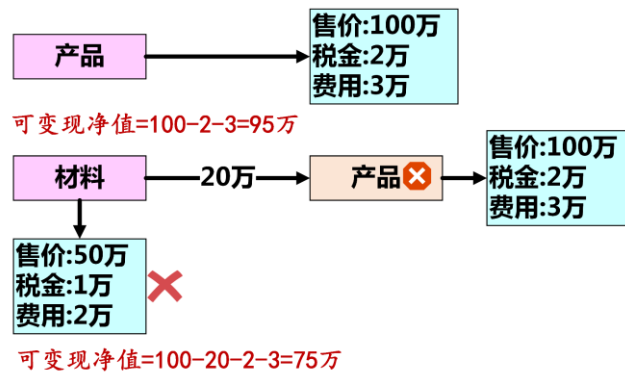 产品
售价:100万
税金:2万
费用:3万
可变现净值=100-2-3=95万
材料
20万
产品
售价:100万
税金:2万
费用:3万
售价:50万
税金:1万
费用:2万
可变现净值=100-20-2-3=75万